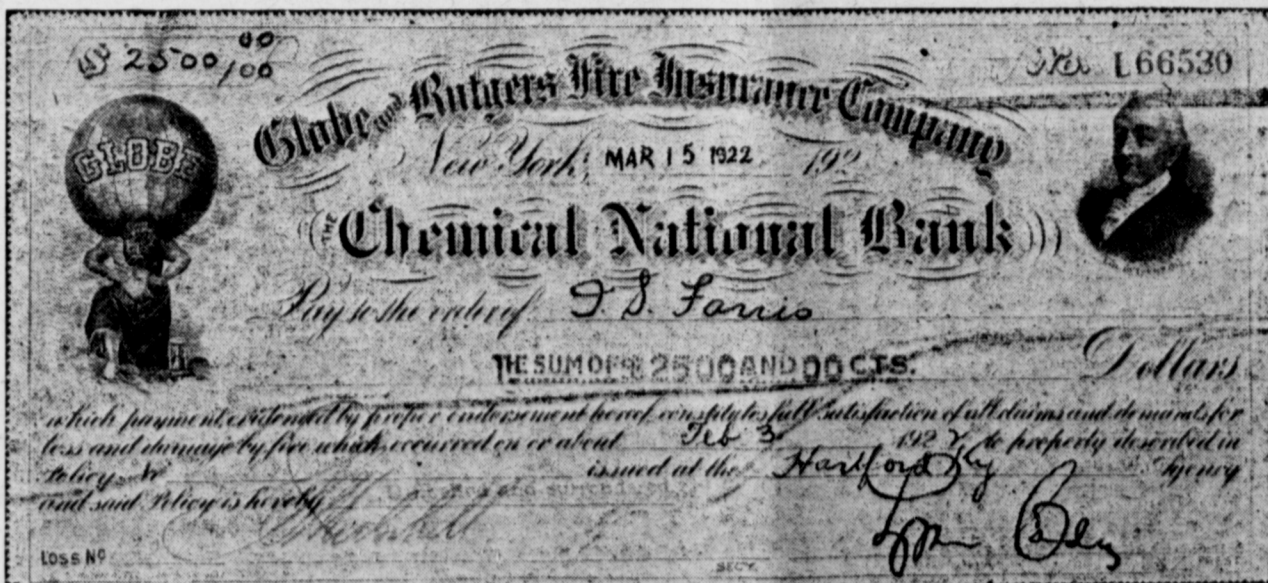 $ 2500 00/100
No. L66530
GLOBE
Globe and Rutgers Fire Insurance Company
New York, MAR 15 1922 192
THE Chemical National Bank
Pay to the order of
THE SUM OF $2500 AND 00 CTS. Dollars
which payment, evidenced by proper endorsement hereof, constitutes full satisfaction of all claims and demands for
loss and damage by fire which occurred on or about Feb 3 1922 to property described in
Policy issued at the Hartford Ky Agency
and said Policy is hereby
LOSS NO
SECY.